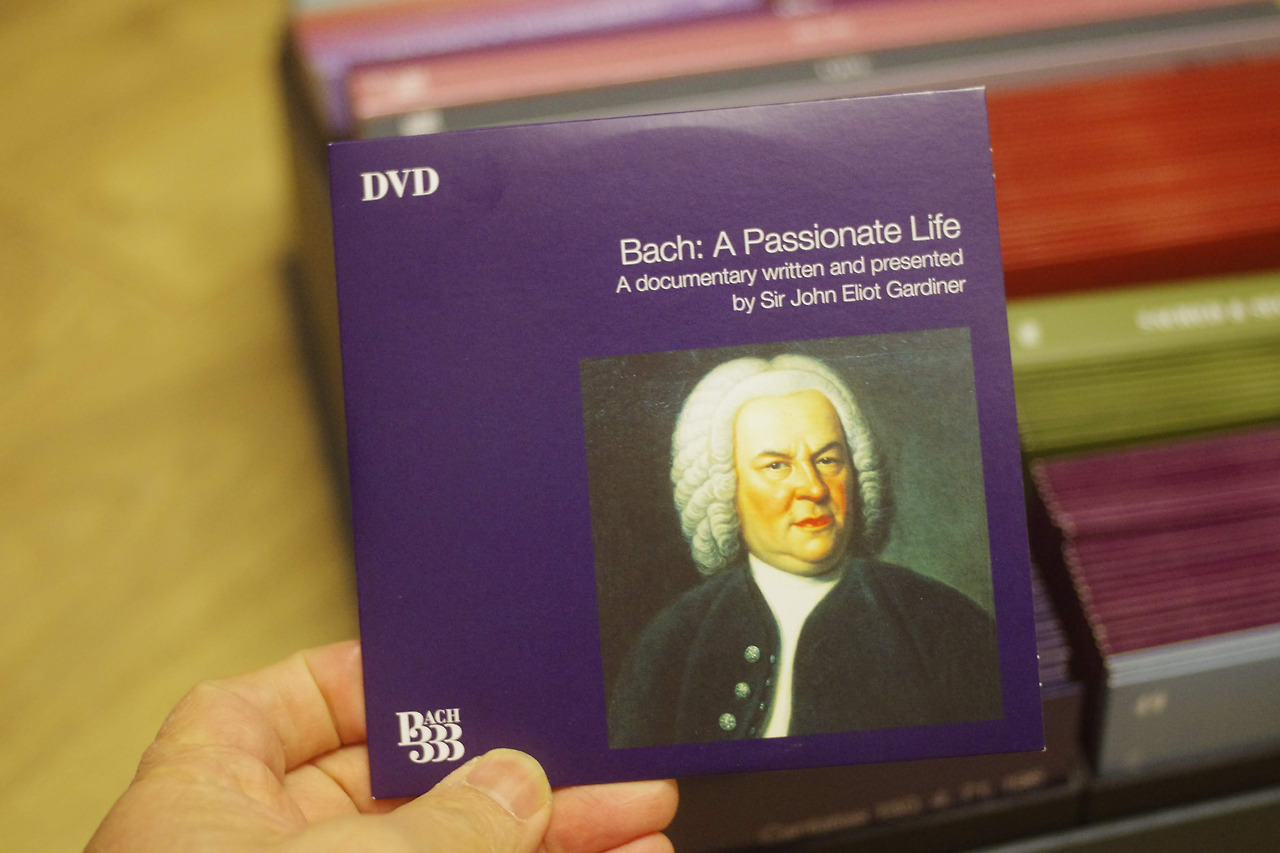 DVD
Bach: A Passionate Life
A documentary written and presented
by Sir John Eliot Gardiner
BACH
333